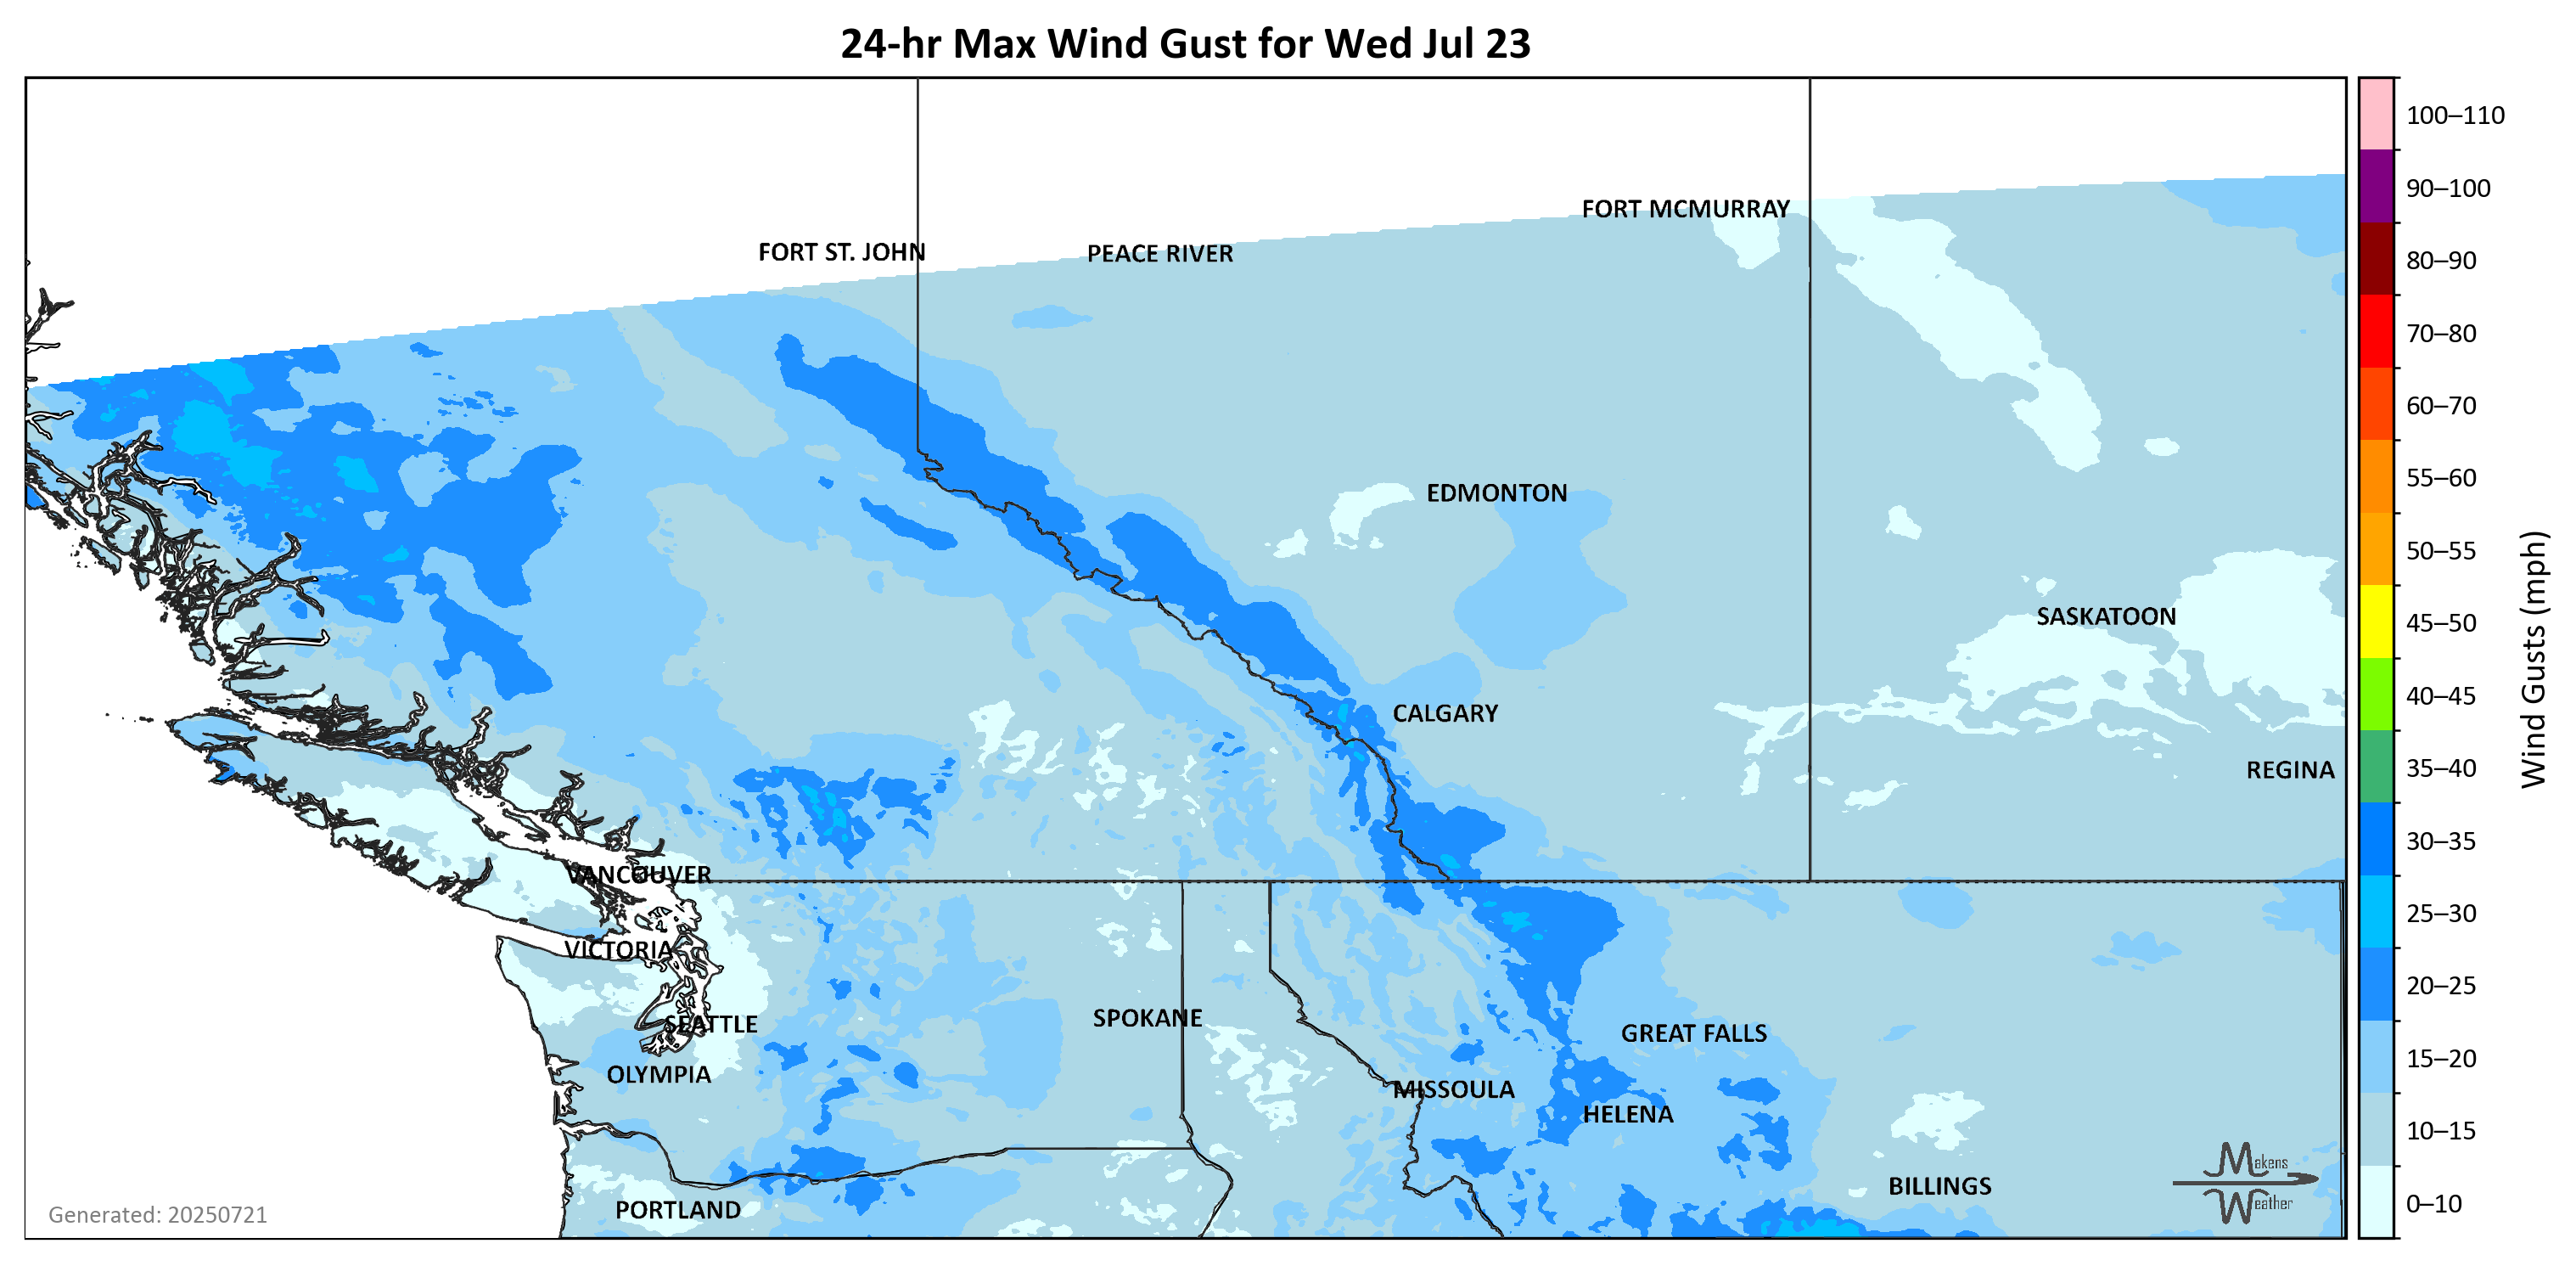 24-hr Max Wind Gust for Wed Jul 23
100–110
90–100
80–90
70–80
60–70
55–60
50–55
45–50
40–45
35–40
30–35
25–30
20–25
15–20
10–15
0–10
Wind Gusts (mph)
FORT MCMURRAY
FORT ST. JOHN
PEACE RIVER
EDMONTON
SASKATOON
CALGARY
REGINA
VANCOUVER
VICTORIA
SPOKANE
SEATTLE
GREAT FALLS
OLYMPIA
MISSOULA
HELENA
BILLINGS
PORTLAND
Makens
Weather
Generated: 20250721